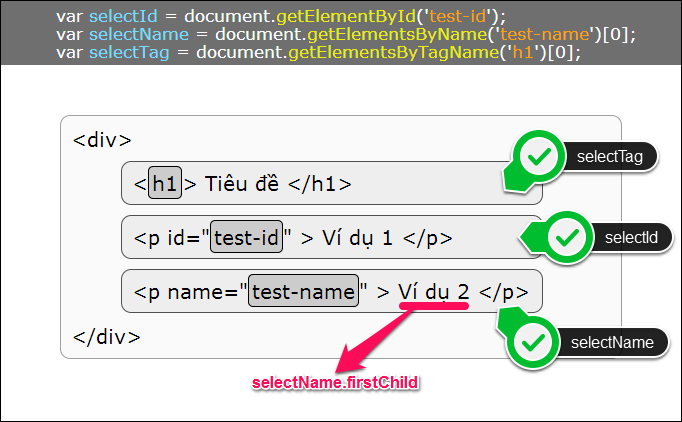 var selectId = document.getElementById('test-id');
var selectName = document.getElementsByName('test-name')[0];
var selectTag = document.getElementsByTagName('h1')[0];
<div>
<h1> Tiêu đề </h1>
selectTag
<p id="test-id" > Ví dụ 1 </p>
selectId
<p name="test-name" > Ví dụ 2 </p>
</div>
selectName
selectName.firstChild